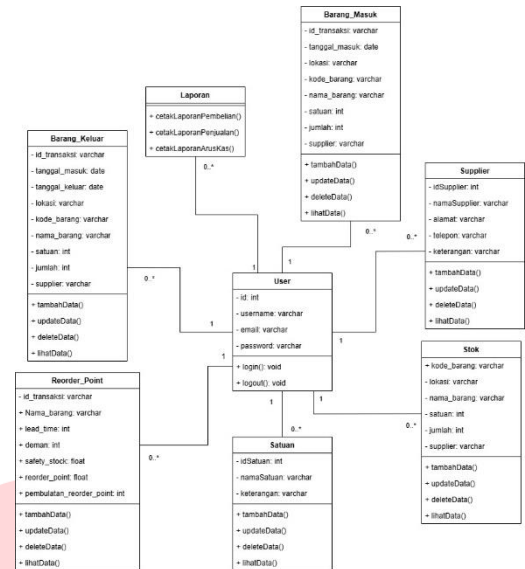 Barang_Masuk
- id_transaksi: varchar
- tanggal_masuk: date
- lokasi: varchar
- kode_barang: varchar
- nama_barang: varchar
- satuan: int
- jumlah: int
- supplier: varchar
+ tambahData()
+ updateData()
+ deleteData()
+ lihatData()
0..*
1
Laporan
+ cetakLaporanPembelian()
+ cetakLaporanPenjualan()
+ cetakLaporanArusKas()
0..*
1
Barang_Keluar
- id_transaksi: varchar
- tanggal_masuk: date
- tanggal_keluar: date
- lokasi: varchar
- kode_barang: varchar
- nama_barang: varchar
- satuan: int
- jumlah: int
- supplier: varchar
+ tambahData()
+ updateData()
+ deleteData()
+ lihatData()
0..*
1
Supplier
- idSupplier: int
- namaSupplier: varchar
- alamat: varchar
- telepon: varchar
- keterangan: varchar
+ tambahData()
+ updateData()
+ deleteData()
+ lihatData()
0..*
1
User
- id: int
- username: varchar
- email: varchar
- password: varchar
+ login(): void
+ logout(): void
Reorder_Point
- id_transaksi: varchar
+ Nama_barang: varchar
+ lead_time: int
+ deman: int
+ safety_stock: float
+ reorder_point: float
+ pembulatan_reorder_point: int
+ tambahData()
+ updateData()
+ deleteData()
+ lihatData()
0..*
1
Satuan
- idSatuan: int
- namaSatuan: varchar
- keterangan: varchar
+ tambahData()
+ updateData()
+ deleteData()
+ lihatData()
0..*
1
Stok
+ kode_barang: varchar
- lokasi: varchar
- nama_barang: varchar
- satuan: int
- jumlah: int
- supplier: varchar
+ tambahData()
+ updateData()
+ deleteData()
+ lihatData()
0..*
1